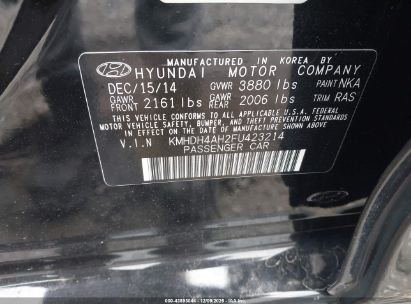 MANUFACTURED IN KOREA BY
HYUNDAI MOTOR COMPANY
DEC/15/14 GVWR 3880 lbs PAINT NKA
GAWR FRONT 2161 lbs GAWR REAR 2006 lbs TRIM RAS
THIS VEHICLE CONFORMS TO ALL APPLICABLE FEDERAL MOTOR
VEHICLE SAFETY, BUMPER, AND THEFT PREVENTION STANDARDS
IN EFFECT ON THE DATE OF MANUFACTURE SHOWN ABOVE.
V.I.N KMHDH4AH2FU423214
PASSENGER CAR